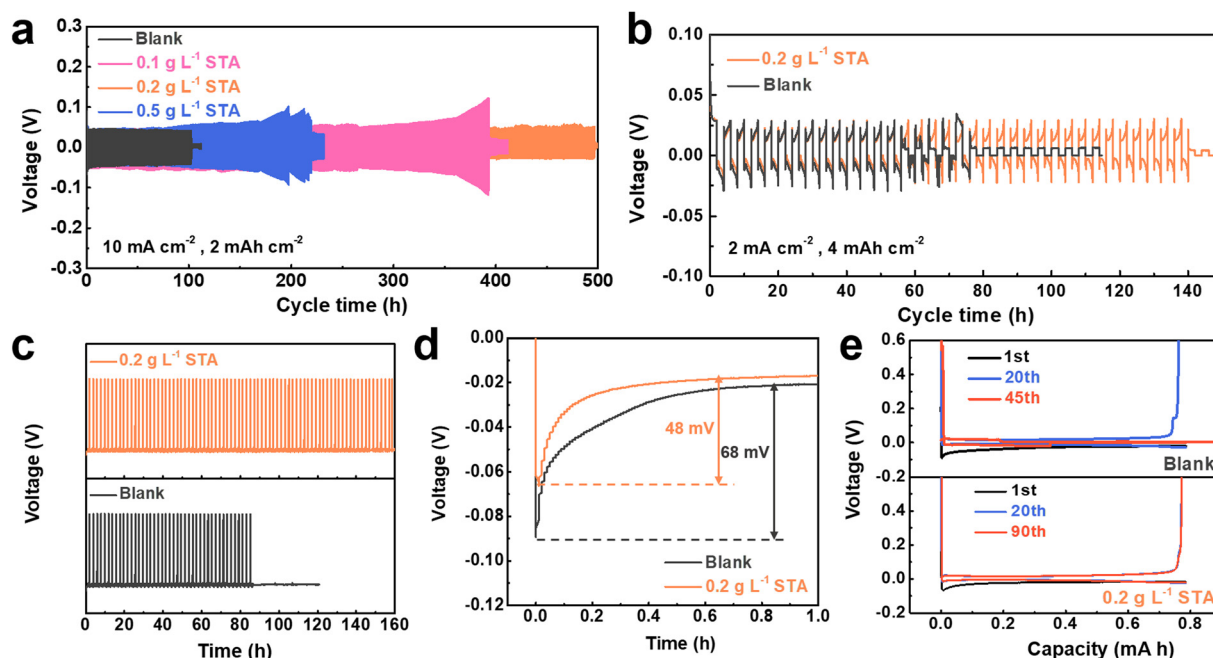 a
Blank
0.1 g L⁻¹ STA
0.2 g L⁻¹ STA
0.5 g L⁻¹ STA
10 mA cm⁻² , 2 mAh cm⁻²
Voltage (V)
0.3
0.2
0.1
0.0
-0.1
-0.2
-0.3
0
100
200
300
400
500
Cycle time (h)
b
0.2 g L⁻¹ STA
Blank
2 mA cm⁻² , 4 mAh cm⁻²
Voltage (V)
0.10
0.05
0.00
-0.05
-0.10
0
20
40
60
80
100
120
140
Cycle time (h)
c
0.2 g L⁻¹ STA
Blank
Voltage (V)
0
20
40
60
80
100
120
140
160
Time (h)
d
48 mV
68 mV
Blank
0.2 g L⁻¹ STA
Voltage (V)
0.00
-0.02
-0.04
-0.06
-0.08
-0.10
-0.12
0.0
0.2
0.4
0.6
0.8
1.0
Time (h)
e
1st
20th
45th
Blank
1st
20th
90th
0.2 g L⁻¹ STA
Voltage (V)
0.6
0.4
0.2
0.0
-0.2
0.4
0.2
0.0
-0.2
0.0
0.2
0.4
0.6
0.8
Capacity (mA h)